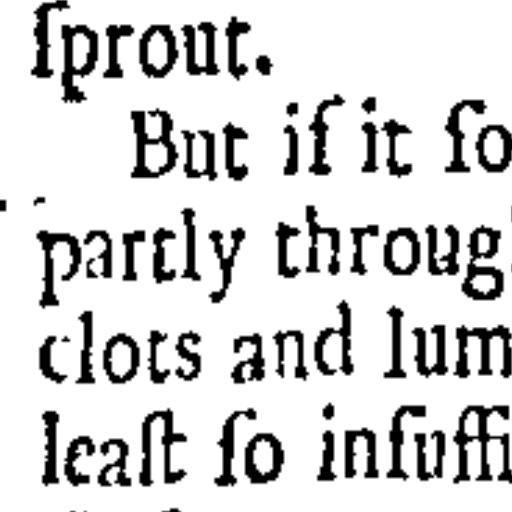 ſprout.
But if it ſo
partly throug
clots and lum
leaſt ſo inſuffi